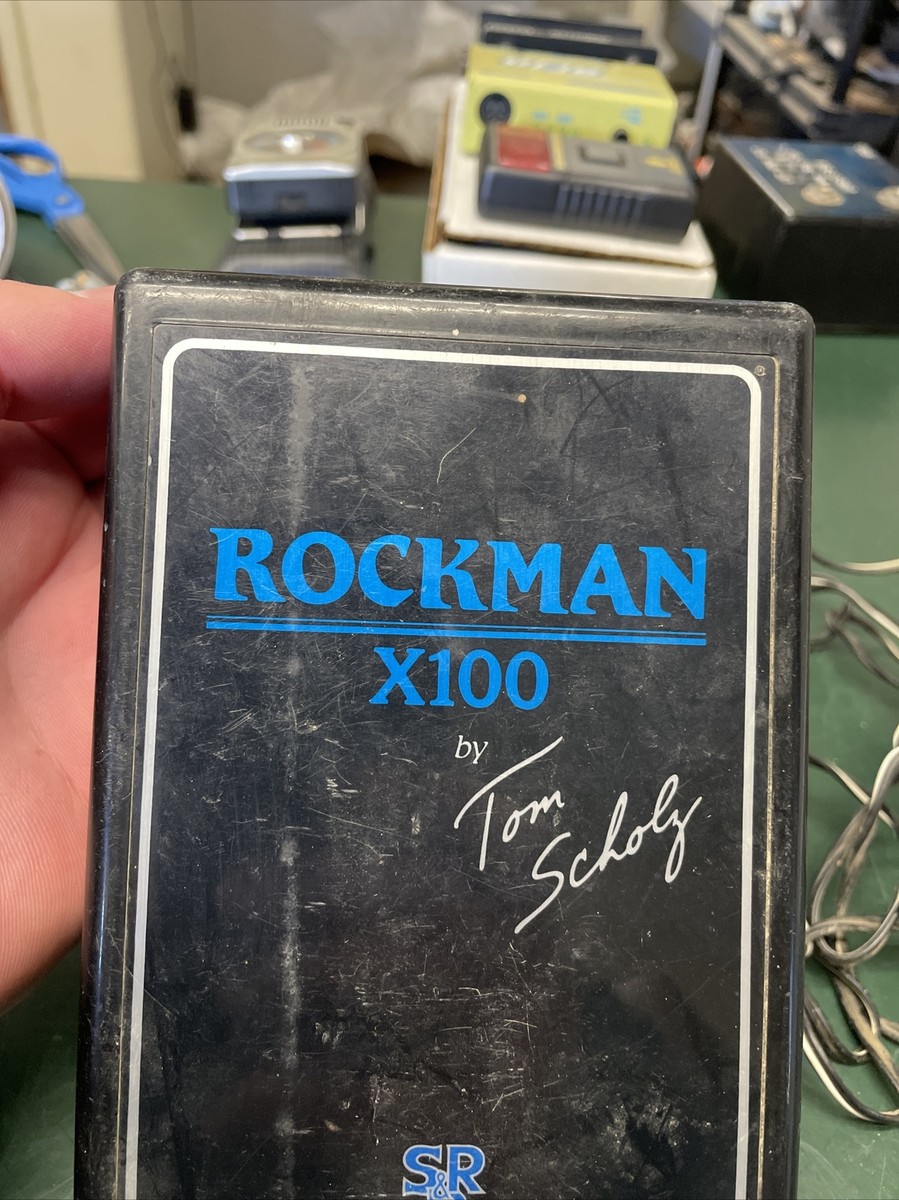 ROCKMAN
X100
by
Tom
Scholz
S&R